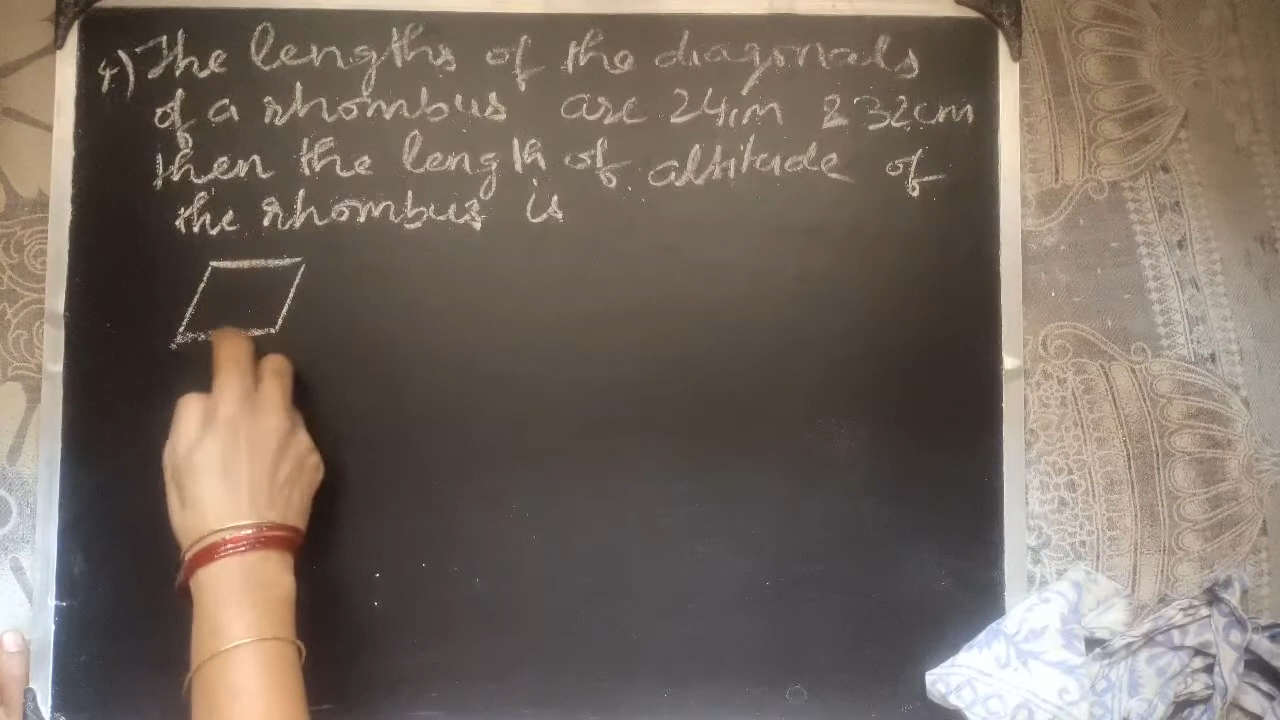 4) The lengths of the diagonals
of a rhombus are 24cm & 32cm
then the length of altitude of
the rhombus is